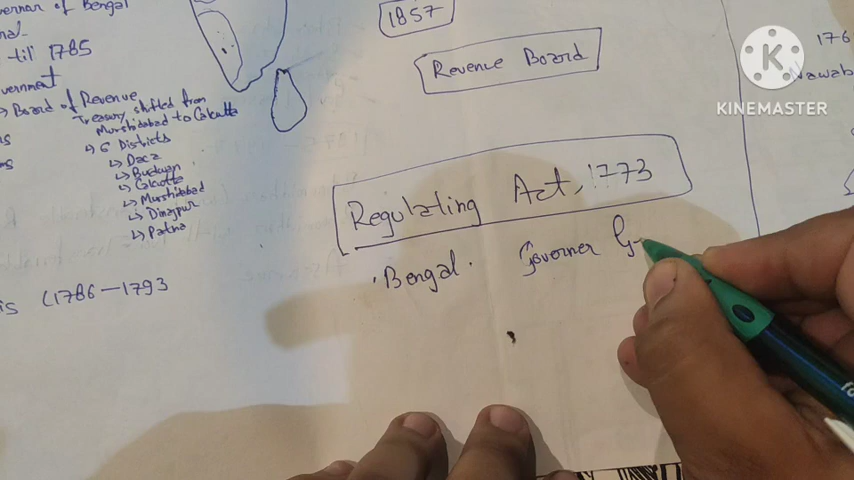 of Bengal
til' 1785
1857
Revenue Board
Board of Revenue
Treasury shifted from
Murshidabad to Calcutta
6 Districts
Dacca
Burdwan
Calcutta
Murshidabad
Dinajpur
Patna
(1786-1793
Regulating Act, 1773
Bengal. Governer G
176
Nawab
K
KINEMASTER